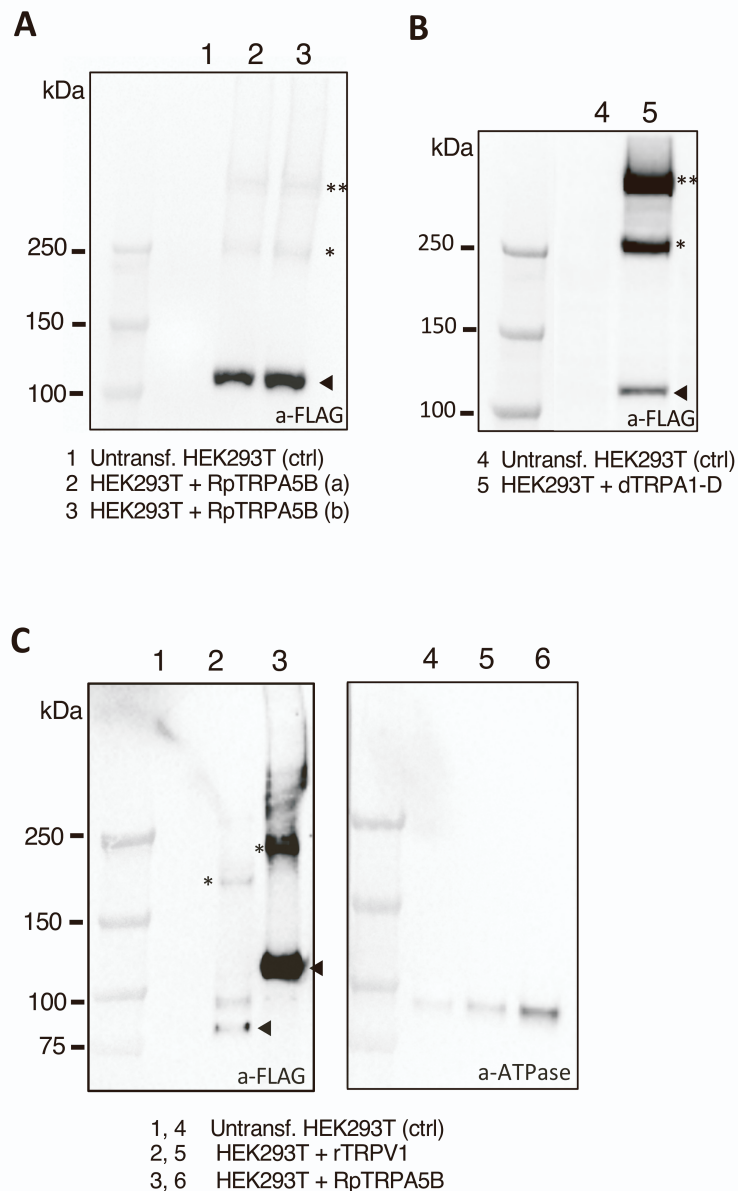 A
B
1 2 3
kDa
**
250
*
150
100
a-FLAG
1 Untransf. HEK293T (ctrl)
2 HEK293T + RpTRPA5B (a)
3 HEK293T + RpTRPA5B (b)
4 5
kDa
**
250
*
150
100
a-FLAG
4 Untransf. HEK293T (ctrl)
5 HEK293T + dTRPA1-D
C
1 2 3
4 5 6
kDa
250
*
*
150
100
75
a-FLAG
a-ATPase
1, 4 Untransf. HEK293T (ctrl)
2, 5 HEK293T + rTRPV1
3, 6 HEK293T + RpTRPA5B